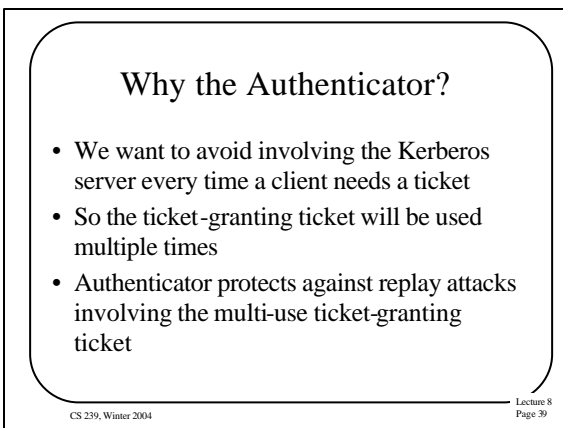 Why the Authenticator?
• We want to avoid involving the Kerberos
server every time a client needs a ticket
• So the ticket-granting ticket will be used
multiple times
• Authenticator protects against replay attacks
involving the multi-use ticket-granting
ticket
CS 239, Winter 2004
Lecture 8
Page 39